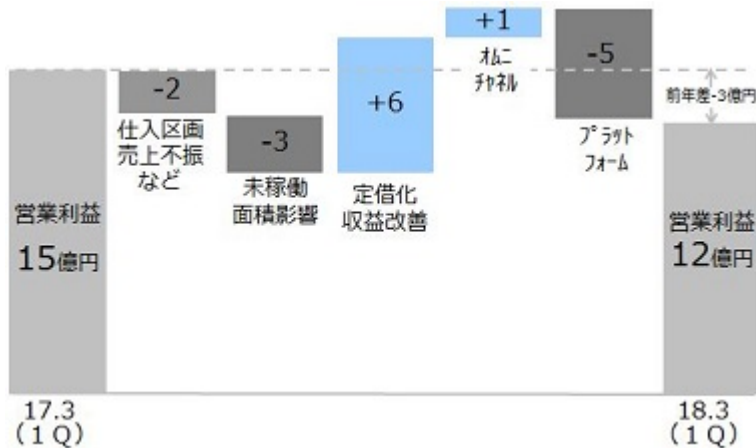 +1
-5
オムニ
チャネル
-2
+6
前年差-3億円
仕入区画
売上不振
など
-3
プラット
フォーム
未稼働
面積影響
定借化
収益改善
営業利益
15億円
営業利益
12億円
17.3
(1Q)
18.3
(1Q)